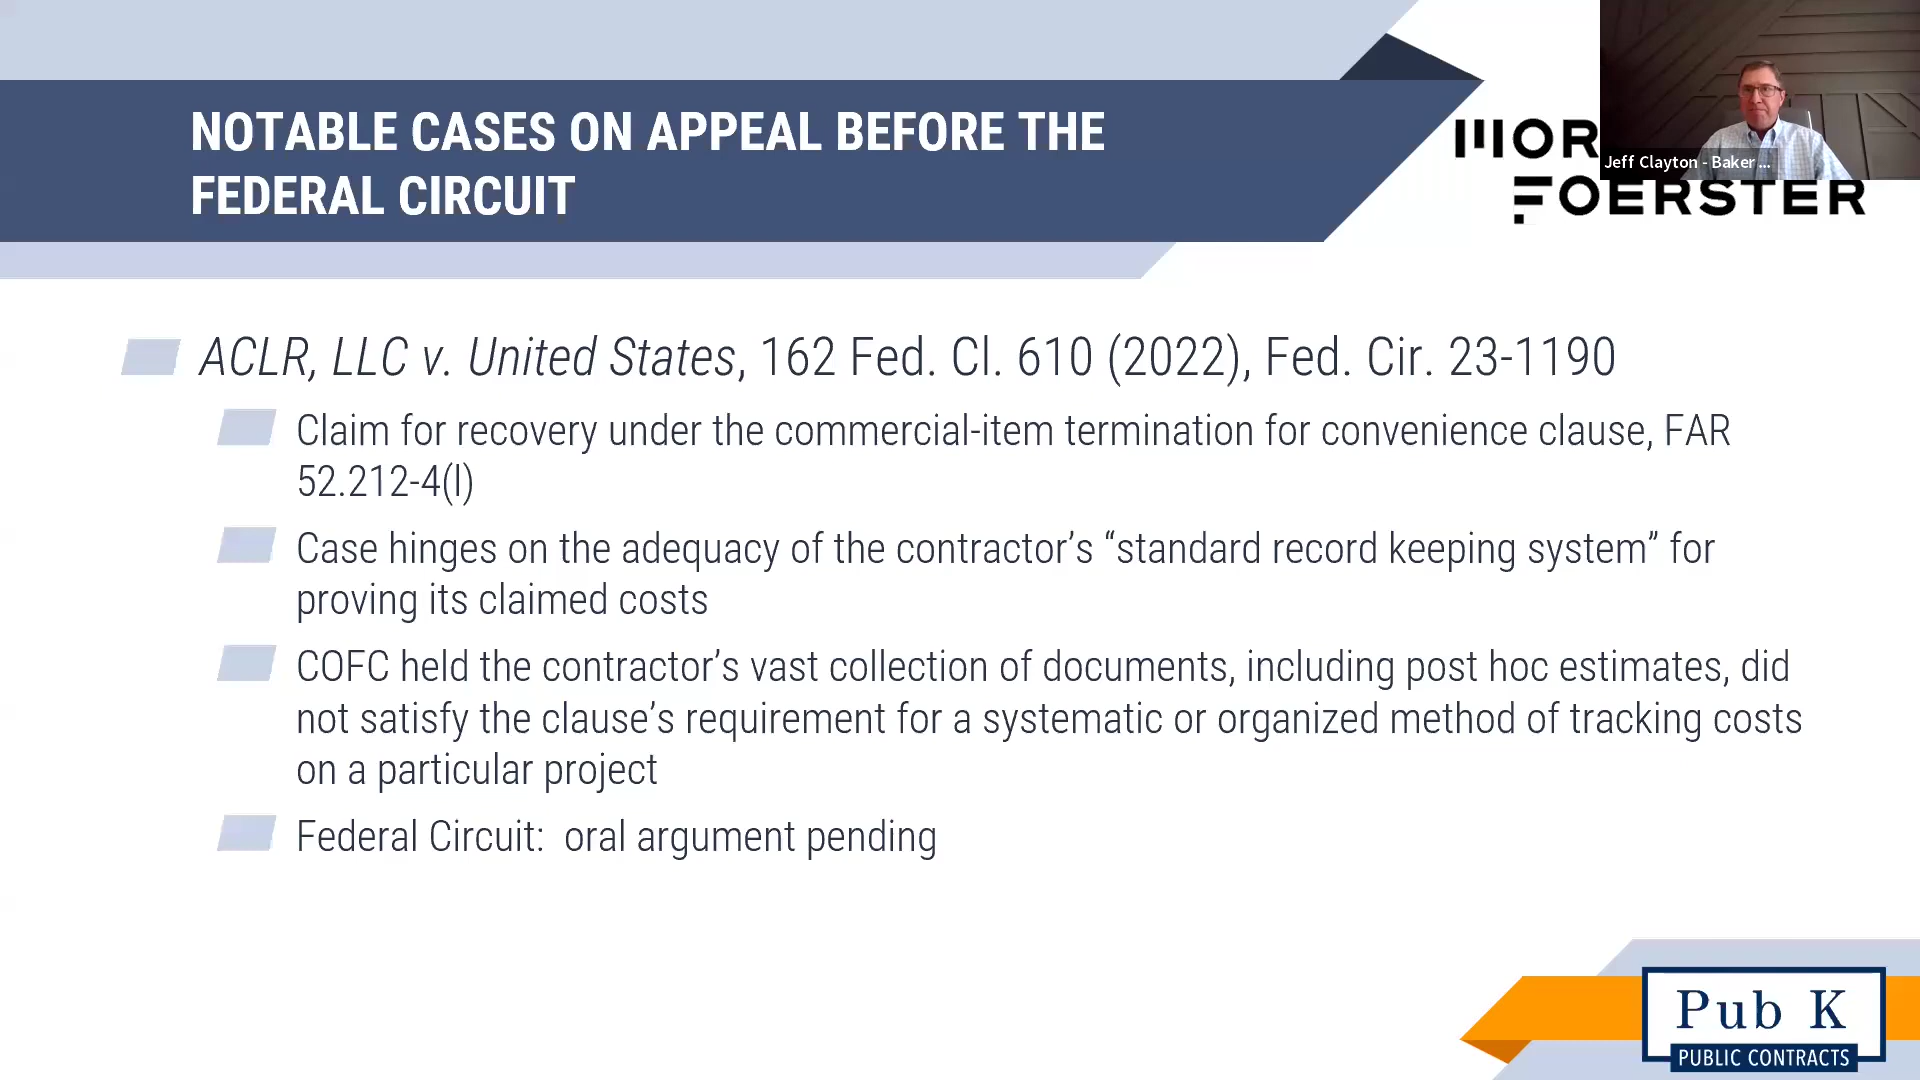 NOTABLE CASES ON APPEAL BEFORE THE
FEDERAL CIRCUIT
MOR
FOERSTER
Jeff Clayton - Baker ...
ACLR, LLC v. United States, 162 Fed. Cl. 610 (2022), Fed. Cir. 23-1190
Claim for recovery under the commercial-item termination for convenience clause, FAR
52.212-4(l)
Case hinges on the adequacy of the contractor’s “standard record keeping system” for
proving its claimed costs
COFC held the contractor’s vast collection of documents, including post hoc estimates, did
not satisfy the clause’s requirement for a systematic or organized method of tracking costs
on a particular project
Federal Circuit:  oral argument pending
Pub K
PUBLIC CONTRACTS